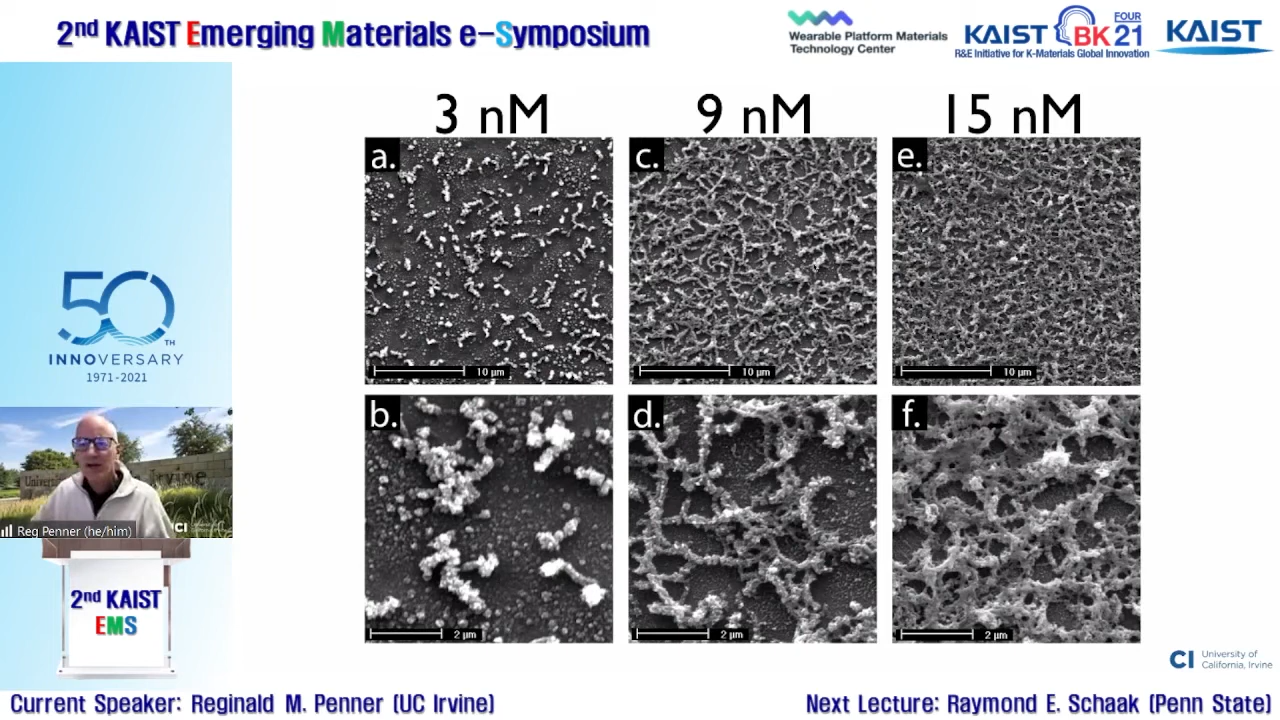 2nd KAIST Emerging Materials e-Symposium
Wearable Platform Materials
Technology Center
KAIST BK21 FOUR
R&E Initiative for K-Materials Global Innovation
KAIST
3 nM
9 nM
15 nM
a.
c.
e.
10 µm
10 µm
10 µm
b.
d.
f.
2 µm
2 µm
2 µm
50TH
INNOVERSARY
1971-2021
Reg Penner (he/him)
2nd KAIST
EMS
CI University of
California, Irvine
Current Speaker: Reginald M. Penner (UC Irvine)
Next Lecture: Raymond E. Schaak (Penn State)